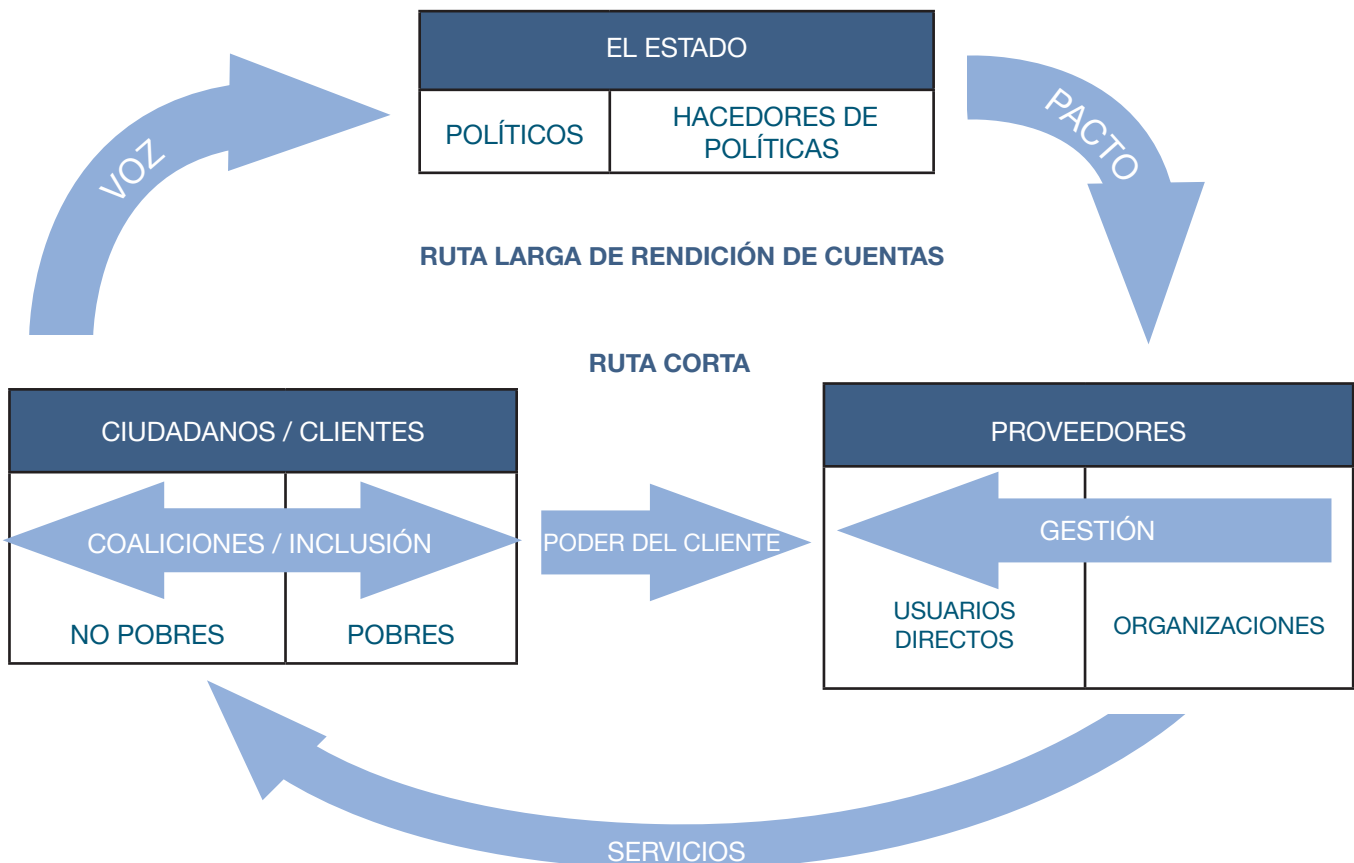 EL ESTADO
POLÍTICOS
HACEDORES DE
POLÍTICAS
VOZ
PACTO
RUTA LARGA DE RENDICIÓN DE CUENTAS
RUTA CORTA
CIUDADANOS / CLIENTES
COALICIONES / INCLUSIÓN
NO POBRES
POBRES
PODER DEL CLIENTE
PROVEEDORES
GESTIÓN
USUARIOS
DIRECTOS
ORGANIZACIONES
SERVICIOS